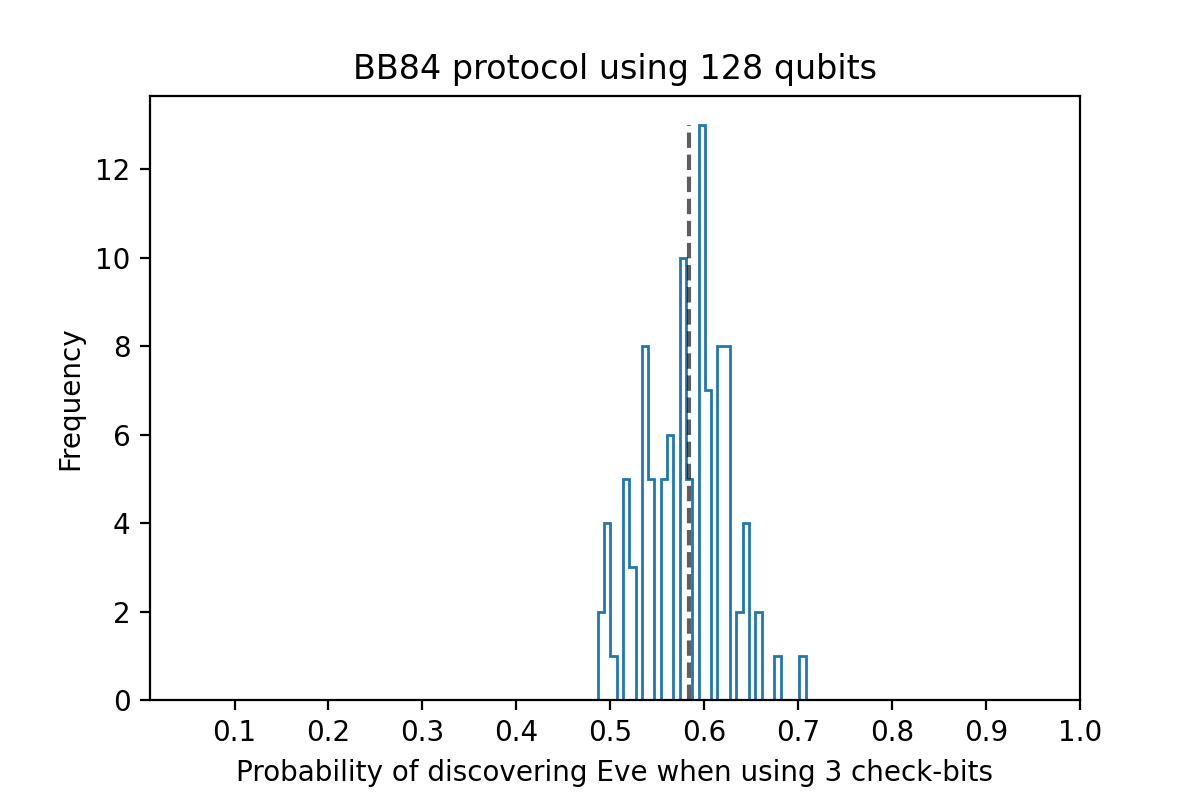 BB84 protocol using 128 qubits
12
10
8
6
4
2
0
Frequency
0.1 0.2 0.3 0.4 0.5 0.6 0.7 0.8 0.9 1.0
Probability of discovering Eve when using 3 check-bits